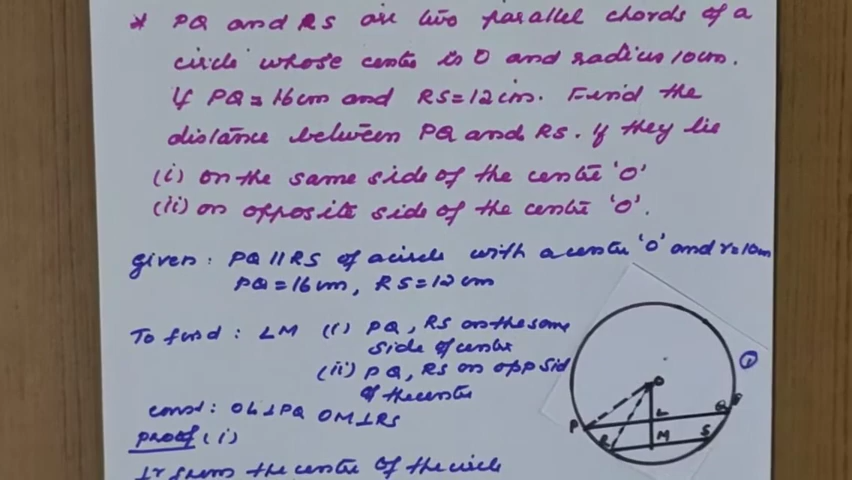 * PQ and RS are two parallel chords of a
circle whose centre is O and radius 10cm.
If PQ = 16cm and RS = 12cm. Find the
distance between PQ and RS. If they lie
(i) on the same side of the centre 'O'
(ii) on opposite side of the centre 'O'.
given: PQ || RS of a circle with a centre 'O' and r=10cm
PQ = 16cm, RS = 12cm
To find: LM (i) PQ, RS on the same
side of centre
(ii) PQ, RS on opp sid
of the centre
const: OL⊥PQ OM⊥RS
proof (i)
⊥r from the centre of the circle
①
O
P L Q
R M S